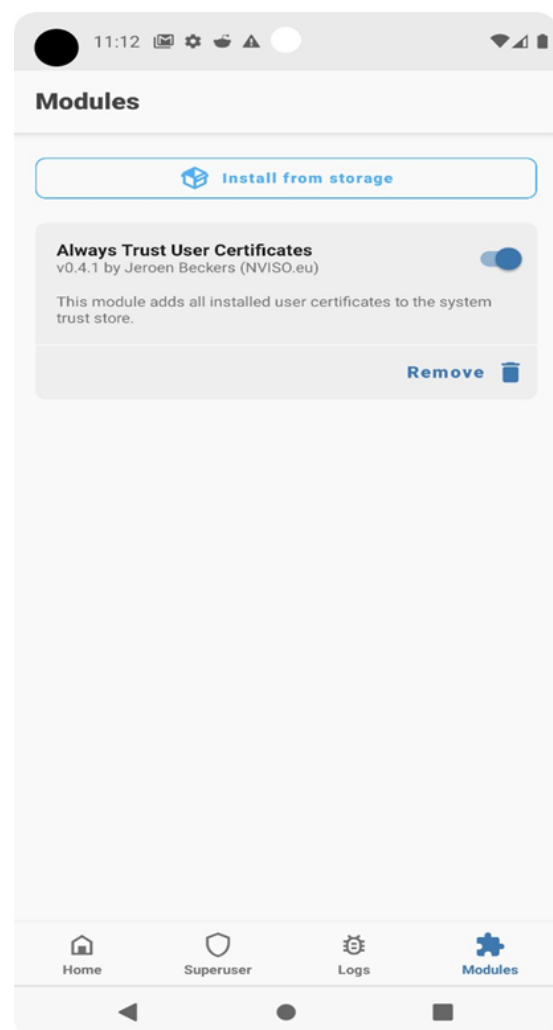 11:12
Modules
Install from storage
Always Trust User Certificates
v0.4.1 by Jeroen Beckers (NVISO.eu)
This module adds all installed user certificates to the system
trust store.
Remove
Home Superuser Logs Modules